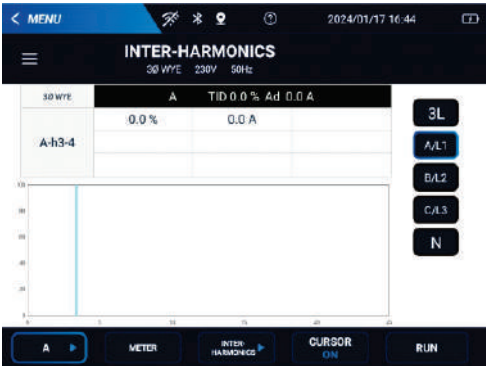 < MENU 2024/01/17 16:44
INTER-HARMONICS
3Ø WYE 230V 50Hz
3Ø WYE A TID 0.0 % Ad 0.0 A
A-h3-4 0.0 % 0.0 A
3L
A/L1
B/L2
C/L3
N
A METER INTER-HARMONICS CURSOR ON RUN